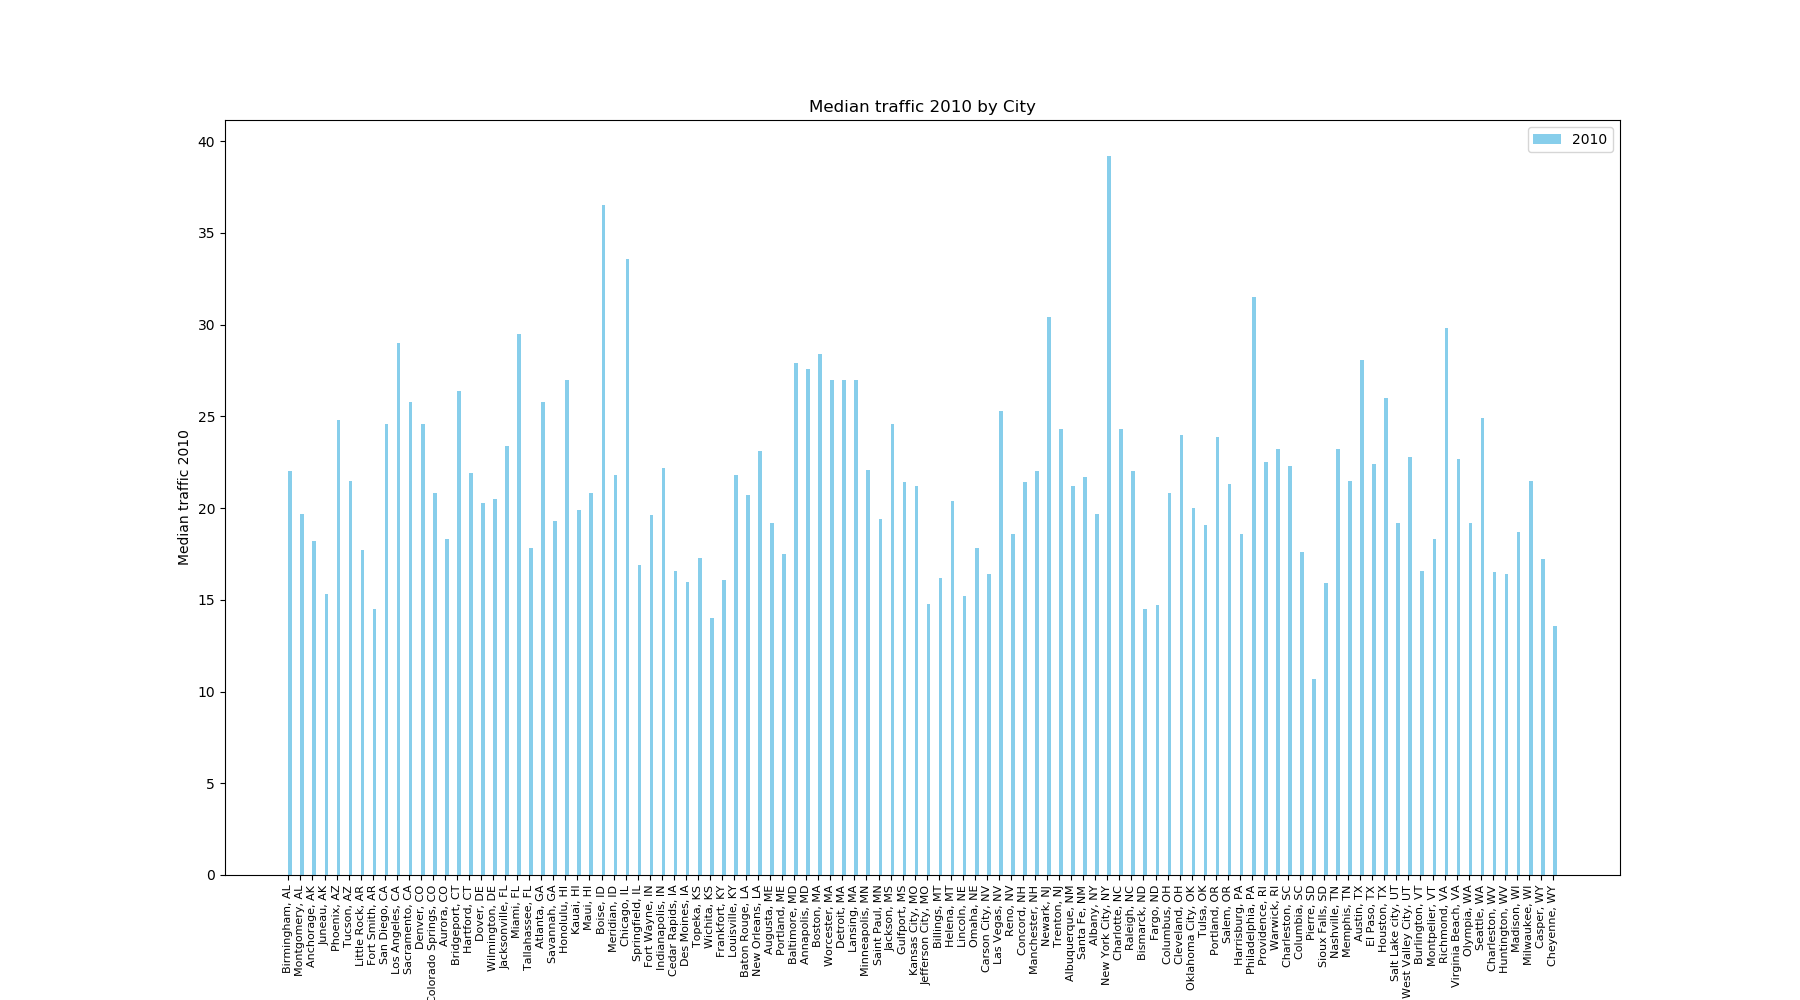 Median traffic 2010 by City
2010
40
35
30
25
20
15
10
5
0
Median traffic 2010
Birmingham, AL
Montgomery, AL
Anchorage, AK
Juneau, AK
Phoenix, AZ
Tucson, AZ
Little Rock, AR
Fort Smith, AR
San Diego, CA
Los Angeles, CA
Sacramento, CA
Denver, CO
Colorado Springs, CO
Aurora, CO
Bridgeport, CT
Hartford, CT
Dover, DE
Wilmington, DE
Jacksonville, FL
Miami, FL
Tallahassee, FL
Atlanta, GA
Savannah, GA
Honolulu, HI
Kauai, HI
Maui, HI
Boise, ID
Meridian, ID
Chicago, IL
Springfield, IL
Fort Wayne, IN
Indianapolis, IN
Cedar Rapids, IA
Des Moines, IA
Topeka, KS
Wichita, KS
Frankfort, KY
Louisville, KY
Baton Rouge, LA
New Orleans, LA
Augusta, ME
Portland, ME
Baltimore, MD
Annapolis, MD
Boston, MA
Worcester, MA
Detroit, MA
Lansing, MA
Minneapolis, MN
Saint Paul, MN
Jackson, MS
Gulfport, MS
Kansas City, MO
Jefferson City, MO
Billings, MT
Helena, MT
Lincoln, NE
Omaha, NE
Carson City, NV
Las Vegas, NV
Reno, NV
Concord, NH
Manchester, NH
Newark, NJ
Trenton, NJ
Albuquerque, NM
Santa Fe, NM
Albany, NY
New York City, NY
Charlotte, NC
Raleigh, NC
Bismarck, ND
Fargo, ND
Columbus, OH
Cleveland, OH
Oklahoma City, OK
Tulsa, OK
Portland, OR
Salem, OR
Harrisburg, PA
Philadelphia, PA
Providence, RI
Warwick, RI
Charleston, SC
Columbia, SC
Pierre, SD
Sioux Falls, SD
Nashville, TN
Memphis, TN
Austin, TX
El Paso, TX
Houston, TX
Salt Lake city, UT
West Valley City, UT
Burlington, VT
Montpelier, VT
Richmond, VA
Virginia Beach, VA
Olympia, WA
Seattle, WA
Charleston, WV
Huntington, WV
Madison, WI
Milwaukee, WI
Casper, WY
Cheyenne, WY